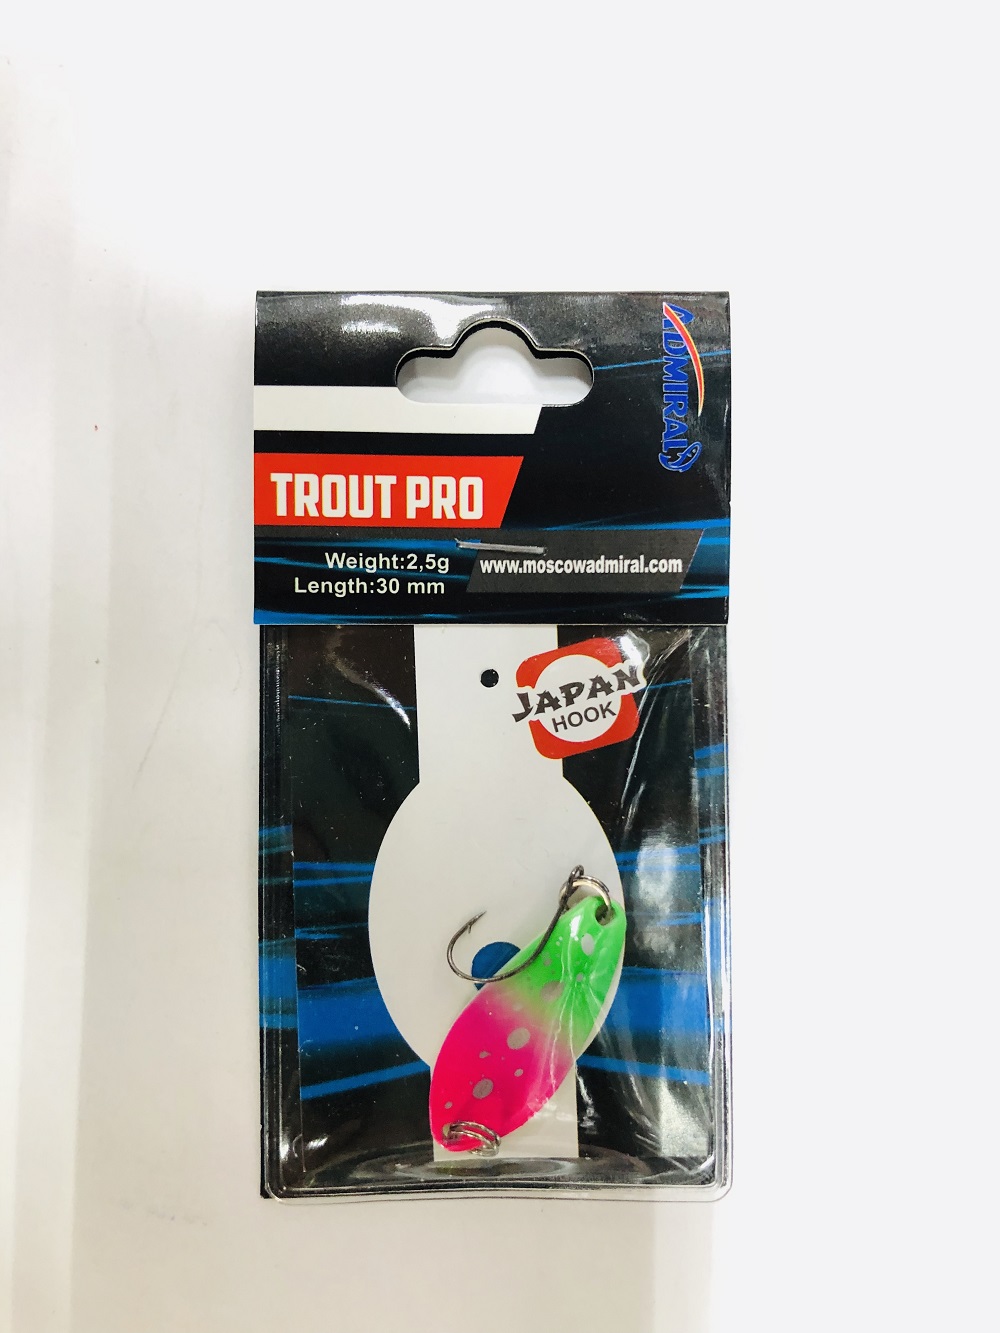 ADMIRAL
TROUT PRO
Weight:2,5g
Length:30 mm
www.moscowadmiral.com
JAPAN
HOOK